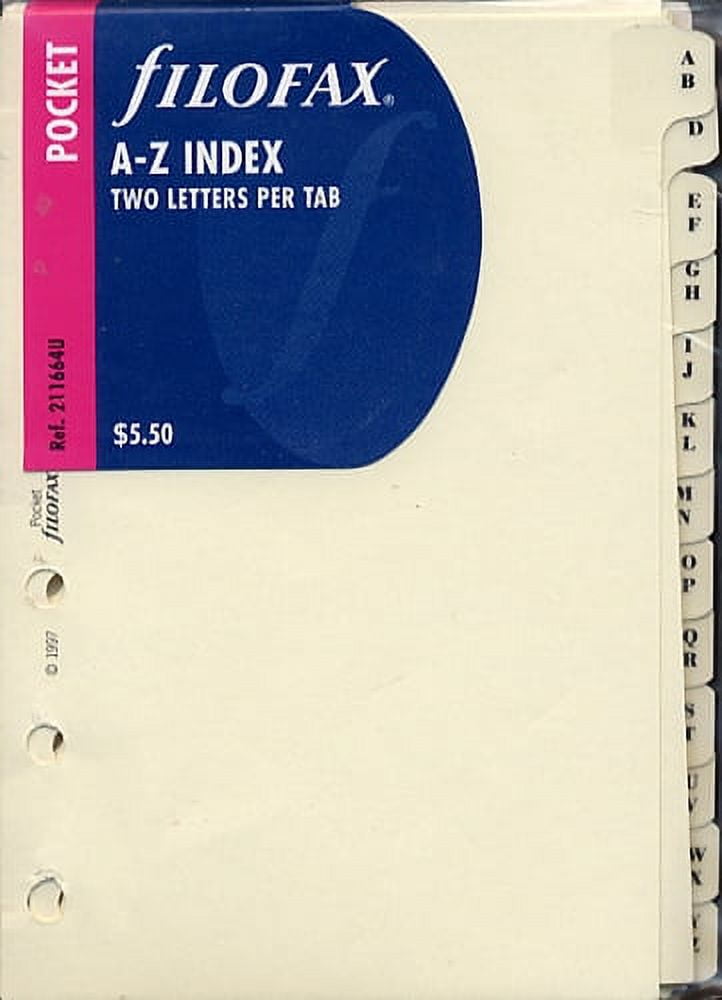 POCKET
Ref. 211664U
fILOFAX®
A-Z INDEX
TWO LETTERS PER TAB
$5.50
Pocket
fILOFAX
© 1997
A
B
D
E
F
G
H
I
J
K
L
M
N
O
P
Q
R
S
T
U
V
W
X
Y
Z